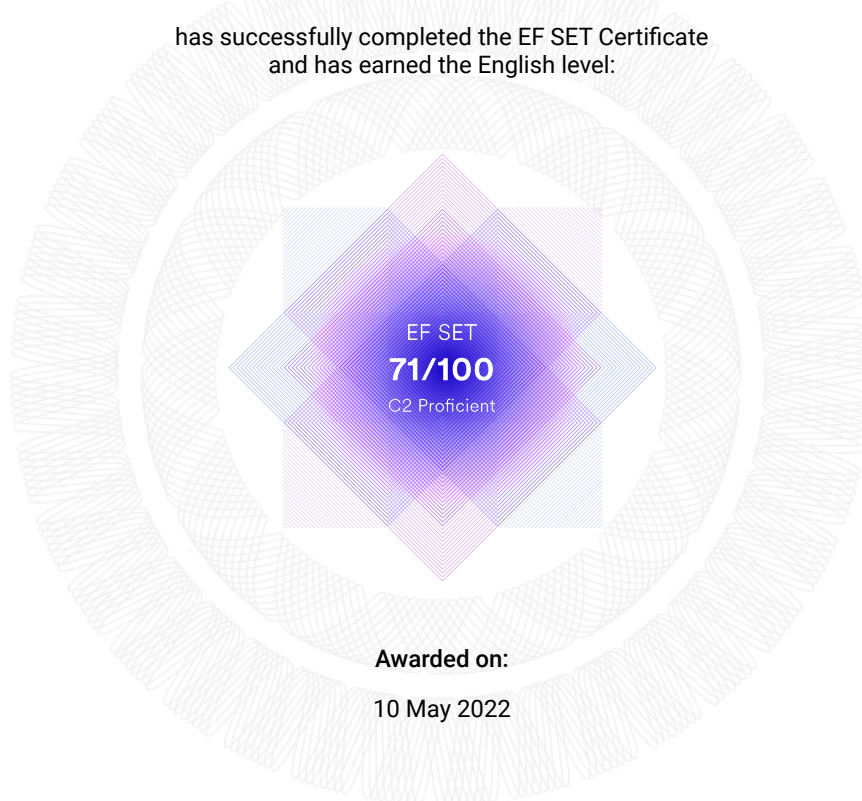 has successfully completed the EF SET Certificate
and has earned the English level:
EF SET
71/100
C2 Proficient
Awarded on:
10 May 2022